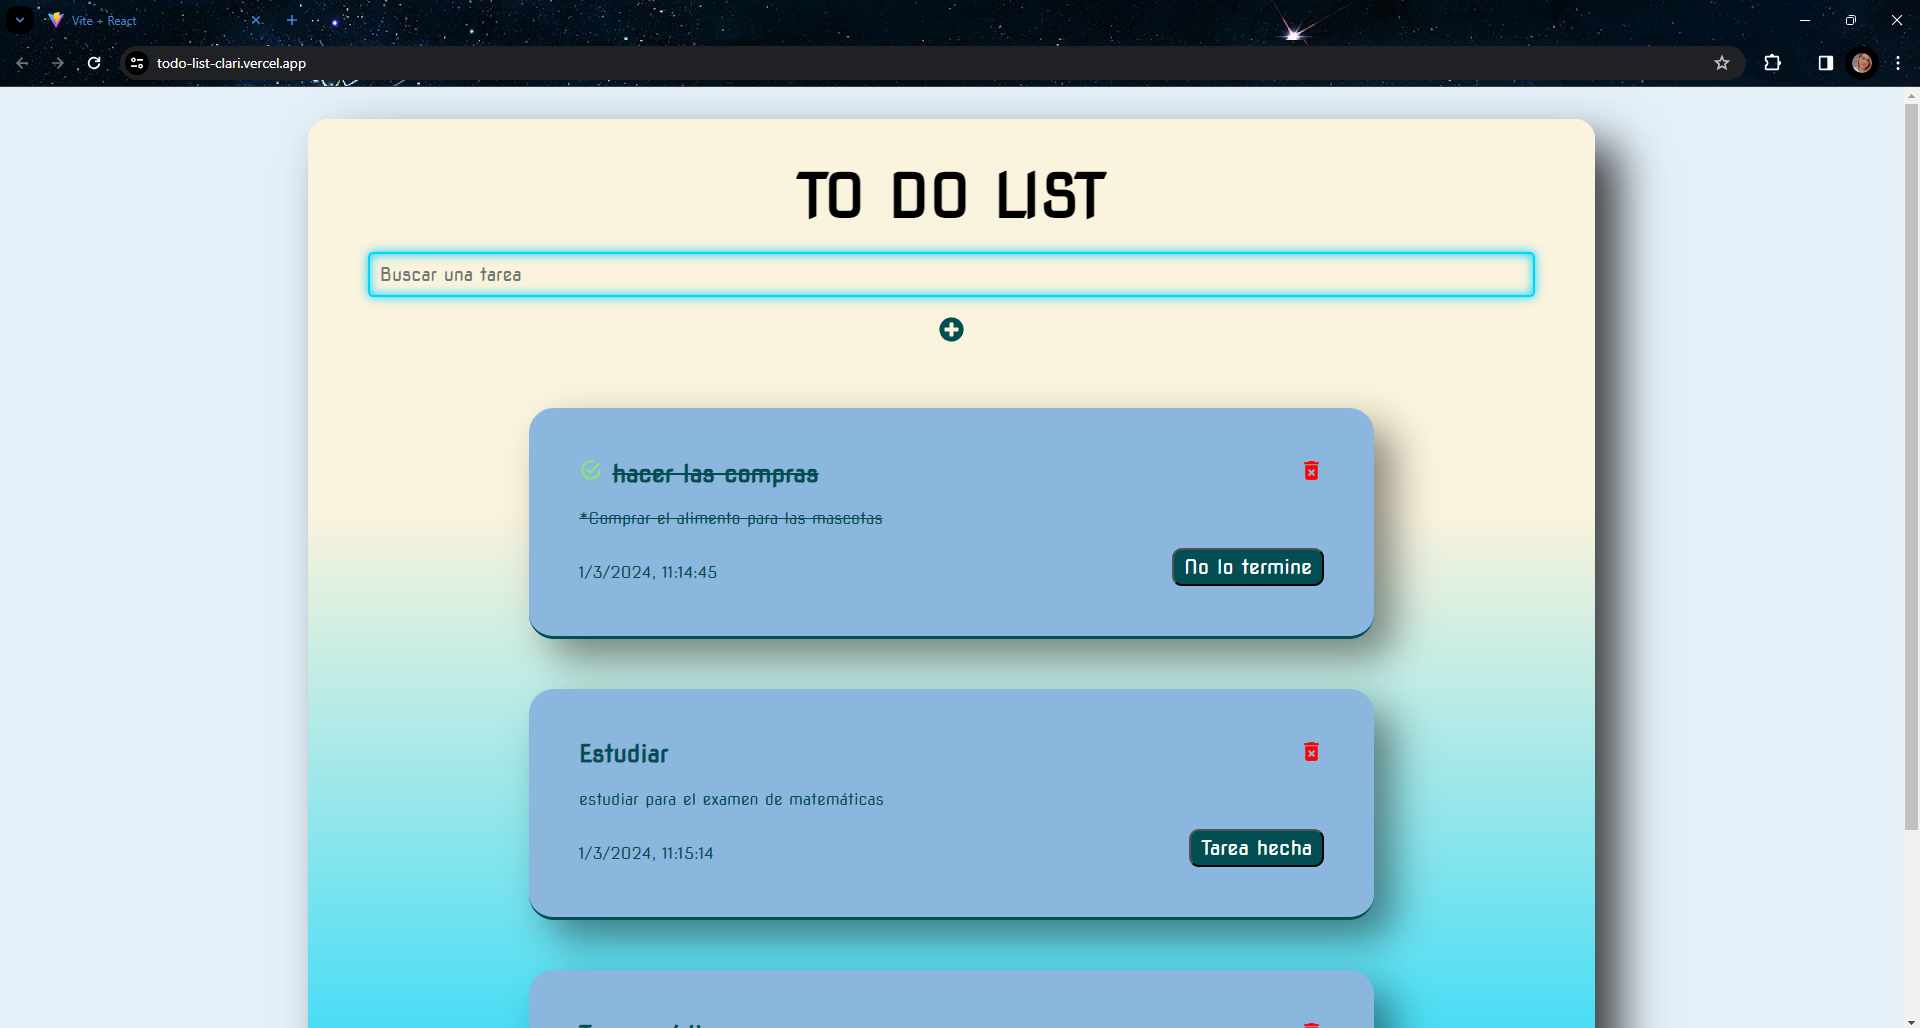 Vite + React
todo-list-clari.vercel.app
TO DO LIST
Buscar una tarea
hacer las compras
*Comprar el alimento para las mascotas
1/3/2024, 11:14:45
No lo termine
Estudiar
estudiar para el examen de matemáticas
1/3/2024, 11:15:14
Tarea hecha